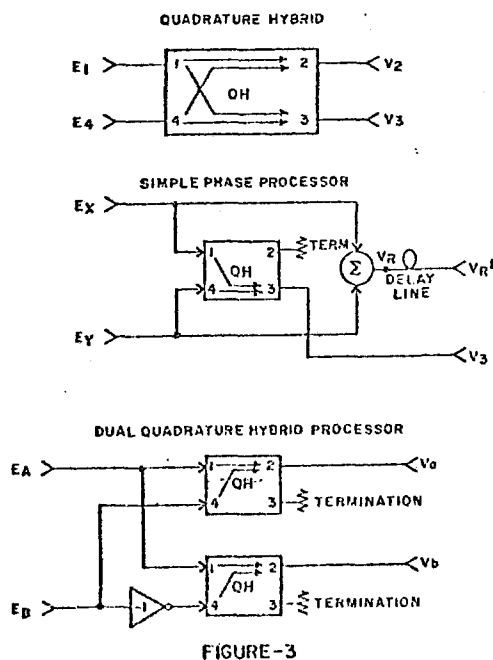 QUADRATURE HYBRID
E1 1 2 V2
QH
E4 4 3 V3
SIMPLE PHASE PROCESSOR
EX
1 2 TERM
QH
4 3
Σ
VR
DELAY
LINE
VR'
EY
V3
DUAL QUADRATURE HYBRID PROCESSOR
EA 1 2 Va
QH
4 3 TERMINATION
1 2 Vb
QH
EB -1 4 3 TERMINATION
FIGURE-3